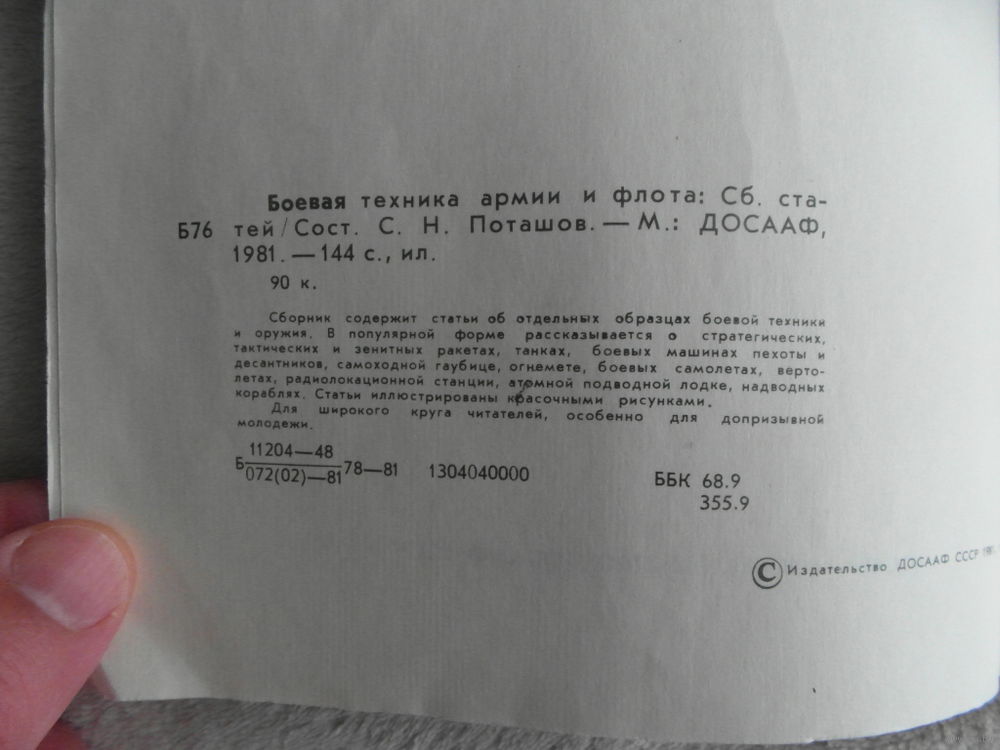 Боевая техника армии и флота: Сб. ста-
Б76 тей/Сост. С. Н. Поташов. — М.: ДОСААФ,
1981. — 144 с., ил.
90 к.
Сборник содержит статьи об отдельных образцах боевой техники
и оружия. В популярной форме рассказывается о стратегических,
тактических и зенитных ракетах, танках, боевых машинах пехоты и
десантников, самоходной гаубице, огнемете, боевых самолетах, верто-
летах, радиолокационной станции, атомной подводной лодке, надводных
кораблях. Статьи иллюстрированы красочными рисунками.
Для широкого круга читателей, особенно для допризывной
молодежи.
11204—48
Б 78—81 1304040000
072(02)—81
ББК 68.9
355.9
© Издательство ДОСААФ СССР